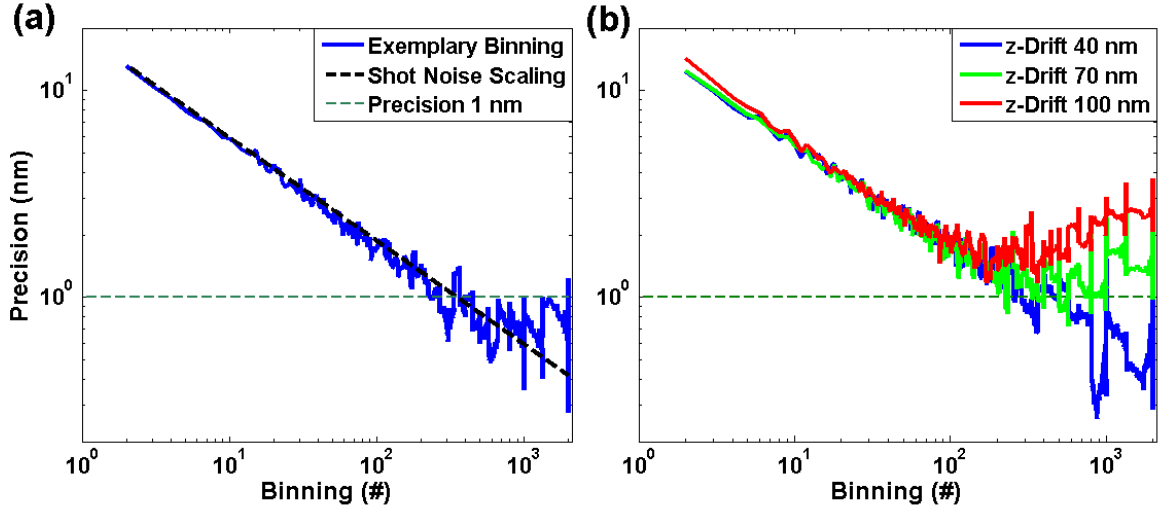 (a)
Exemplary Binning
Shot Noise Scaling
Precision 1 nm
10¹
10⁰
Precision (nm)
10⁰ 10¹ 10² 10³
Binning (#)
(b)
z-Drift 40 nm
z-Drift 70 nm
z-Drift 100 nm
10¹
10⁰
10⁰ 10¹ 10² 10³
Binning (#)